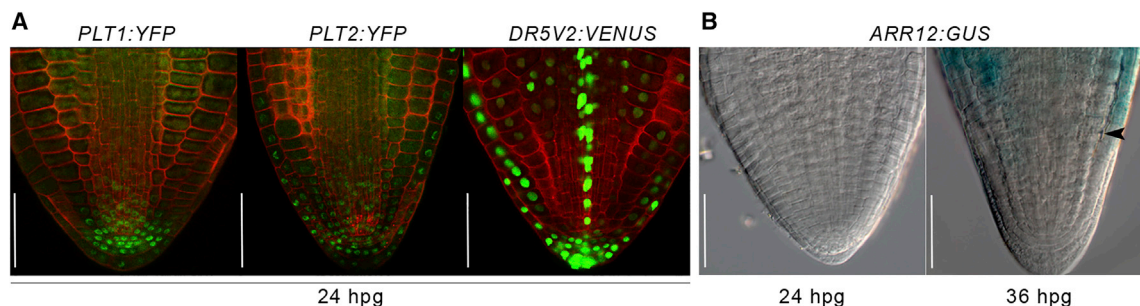 A
PLT1:YFP PLT2:YFP DR5V2:VENUS
24 hpg
B
ARR12:GUS
24 hpg 36 hpg